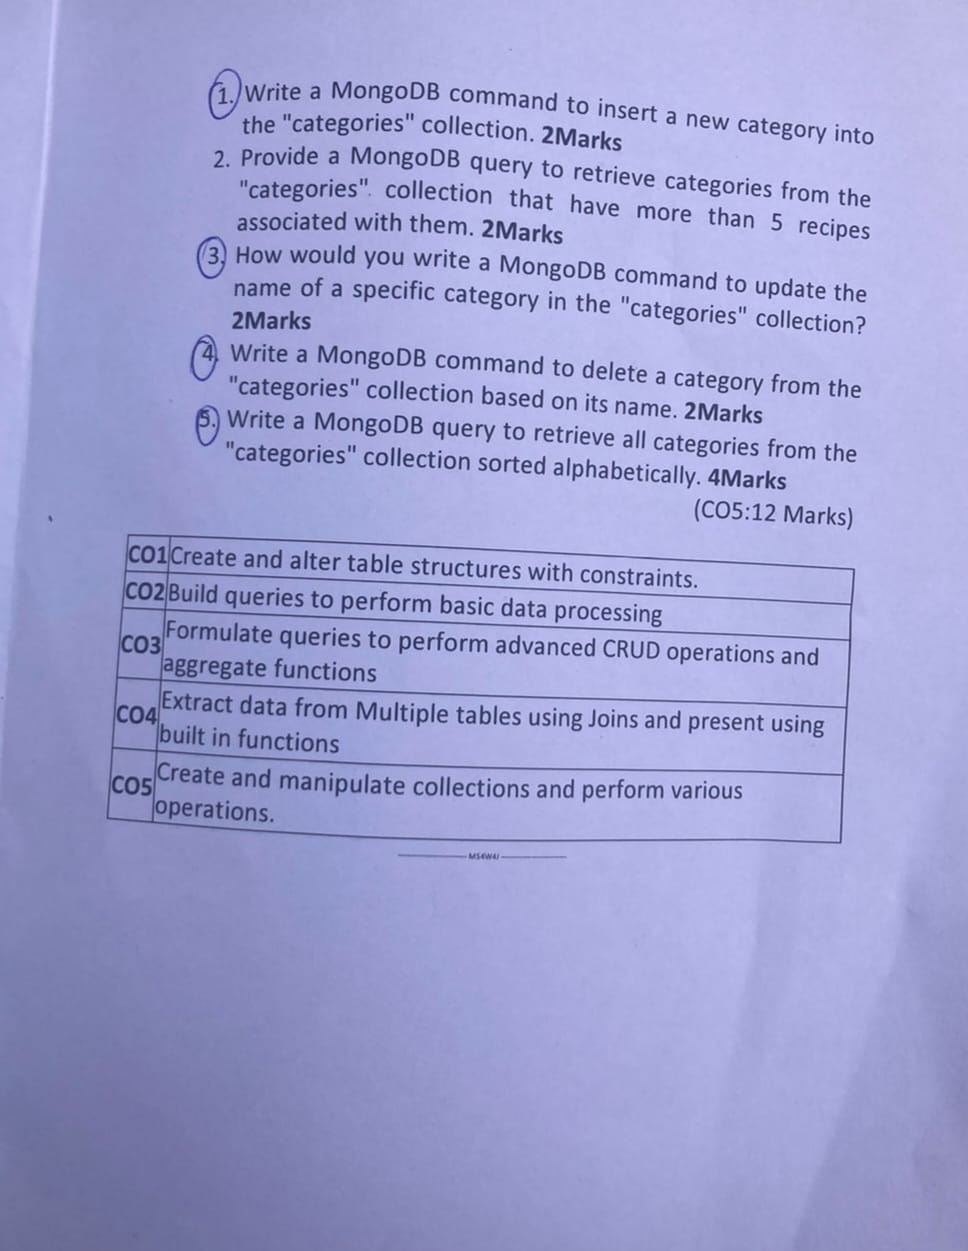 1. Write a MongoDB command to insert a new category into
the "categories" collection. 2Marks
2. Provide a MongoDB query to retrieve categories from the
"categories". collection that have more than 5 recipes
associated with them. 2Marks
3. How would you write a MongoDB command to update the
name of a specific category in the "categories" collection?
2Marks
4. Write a MongoDB command to delete a category from the
"categories" collection based on its name. 2Marks
5. Write a MongoDB query to retrieve all categories from the
"categories" collection sorted alphabetically. 4Marks
(CO5:12 Marks)
CO1 Create and alter table structures with constraints.
CO2 Build queries to perform basic data processing
CO3 Formulate queries to perform advanced CRUD operations and
aggregate functions
CO4 Extract data from Multiple tables using Joins and present using
built in functions
CO5 Create and manipulate collections and perform various
operations.